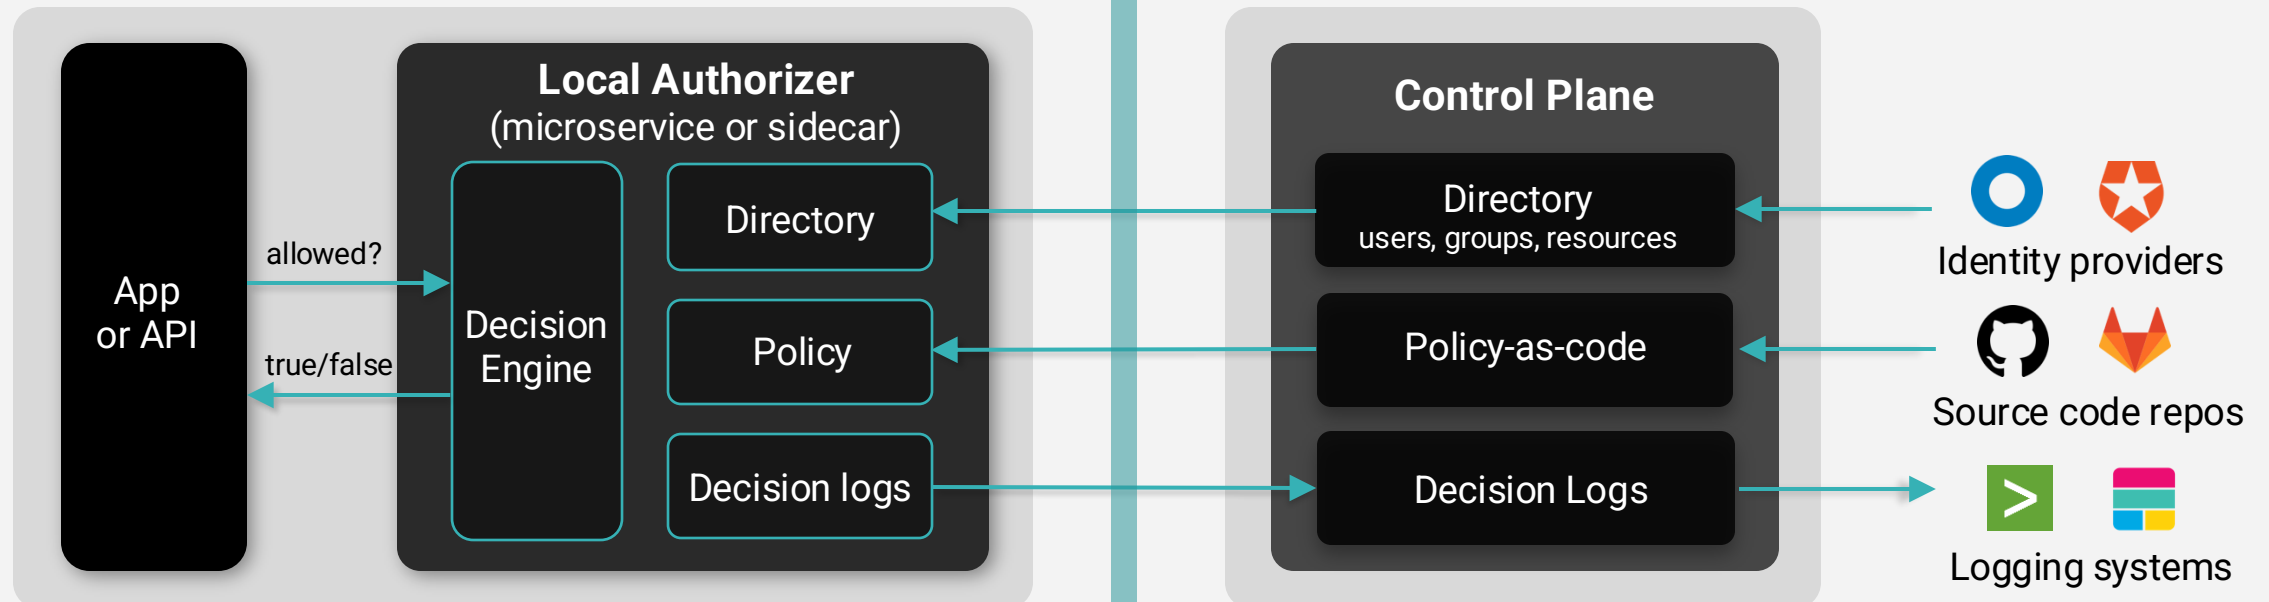 Local Authorizer
(microservice or sidecar)
App
or API
allowed?
true/false
Decision
Engine
Directory
Policy
Decision logs
Control Plane
Directory
users, groups, resources
Policy-as-code
Decision Logs
Identity providers
Source code repos
>
Logging systems